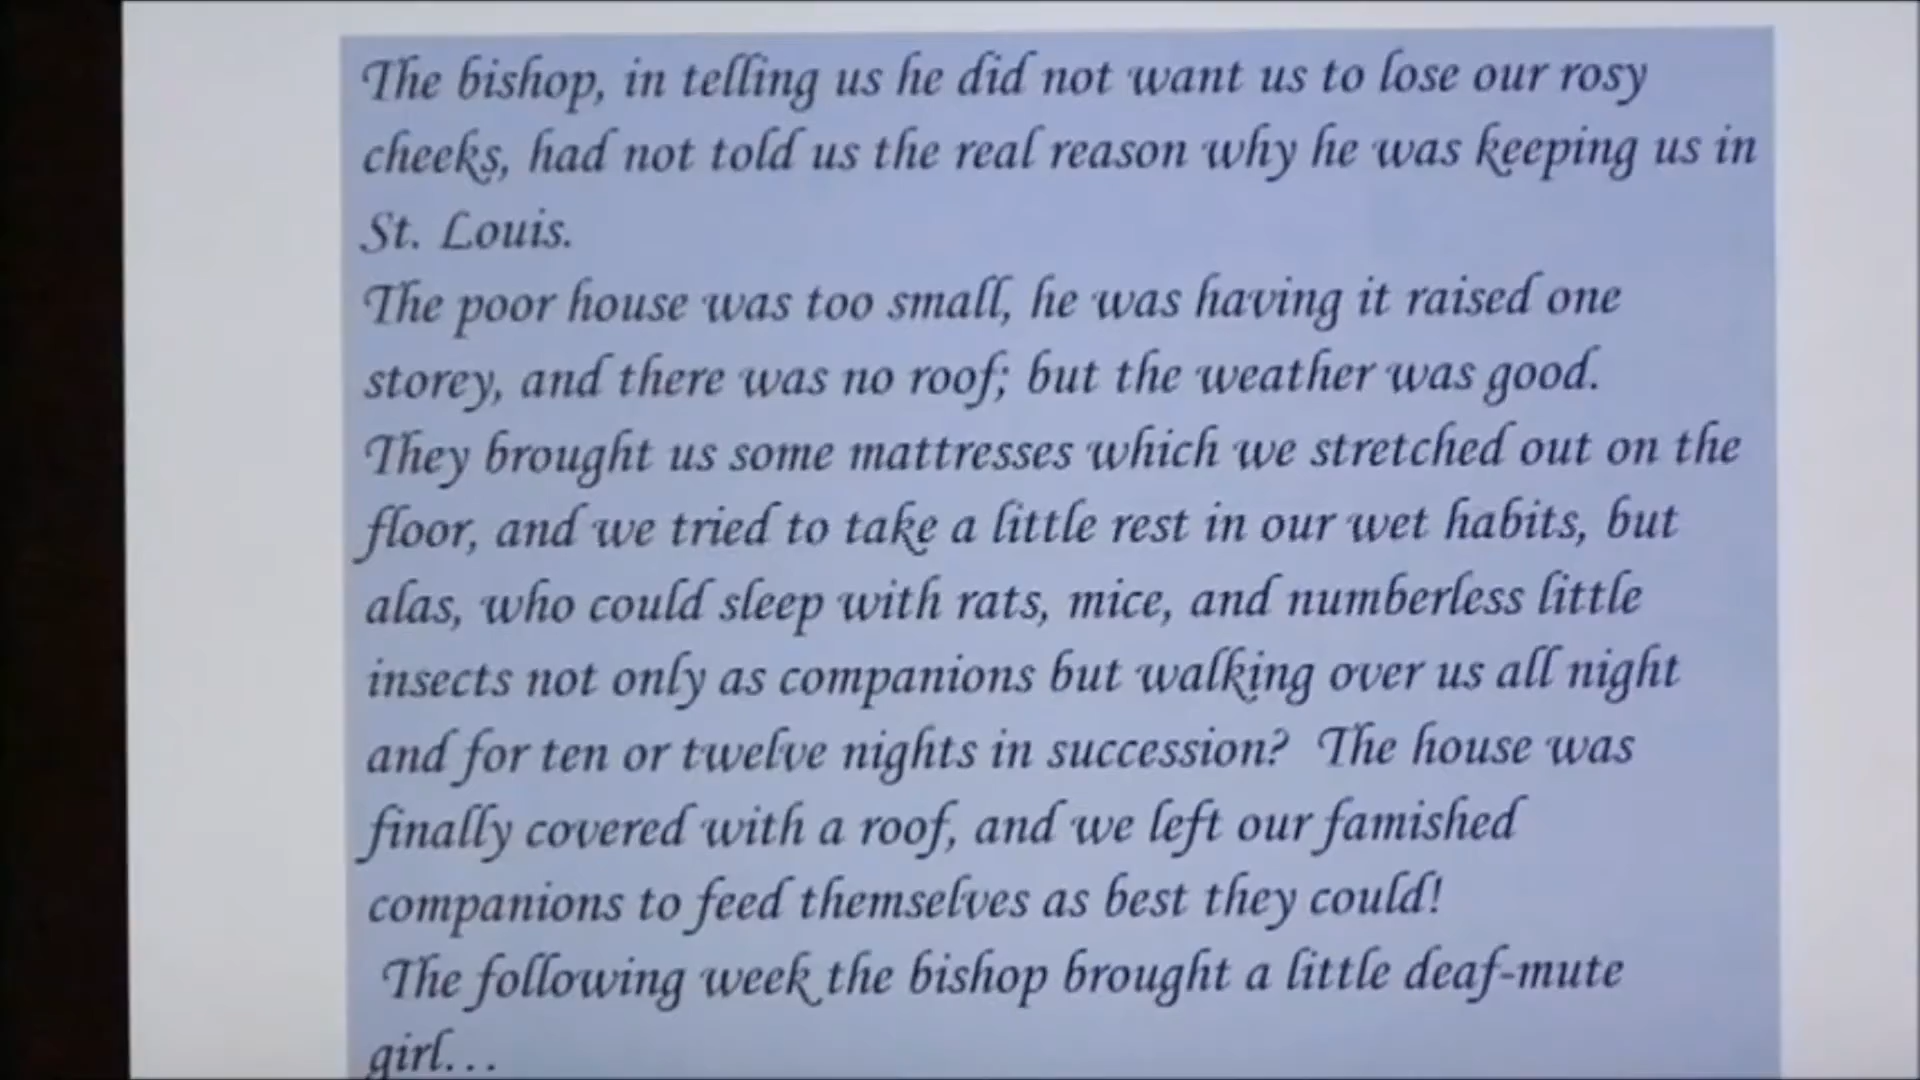 The bishop, in telling us he did not want us to lose our rosy
cheeks, had not told us the real reason why he was keeping us in
St. Louis.
The poor house was too small, he was having it raised one
storey, and there was no roof; but the weather was good.
They brought us some mattresses which we stretched out on the
floor, and we tried to take a little rest in our wet habits, but
alas, who could sleep with rats, mice, and numberless little
insects not only as companions but walking over us all night
and for ten or twelve nights in succession? The house was
finally covered with a roof, and we left our famished
companions to feed themselves as best they could!
The following week the bishop brought a little deaf-mute
girl...